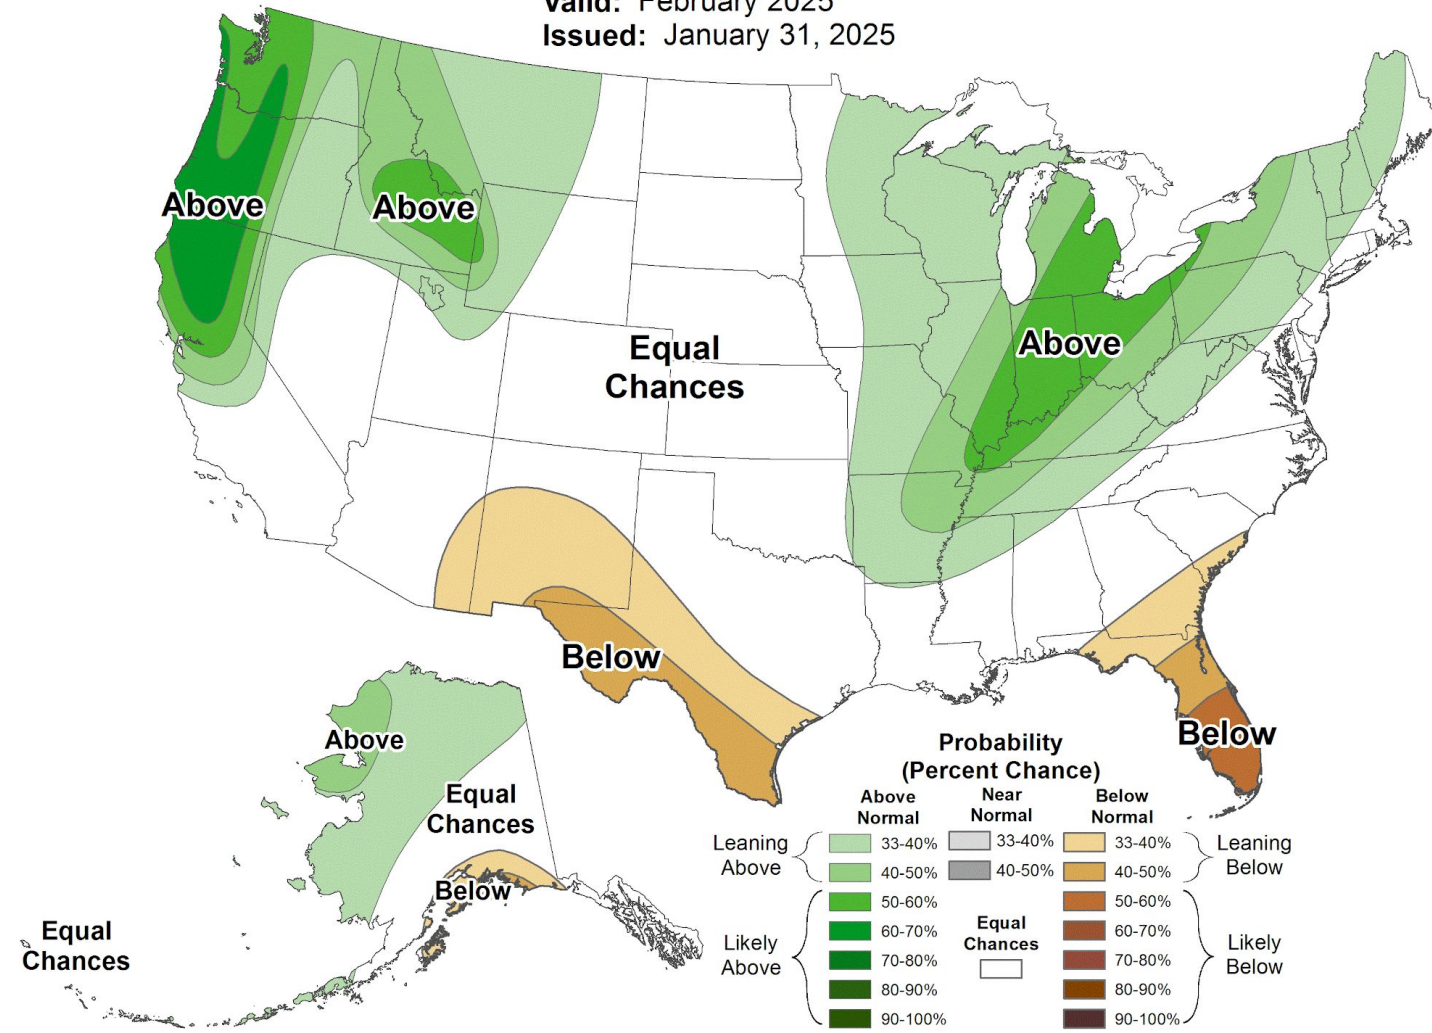 Valid: February 2025
Issued: January 31, 2025
Above
Above
Equal
Chances
Above
Below
Below
Above
Equal
Chances
Below
Equal
Chances
Probability
(Percent Chance)
Above
Normal
Near
Normal
Below
Normal
Leaning
Above
33-40%
40-50%
33-40%
40-50%
33-40%
40-50%
Leaning
Below
Likely
Above
50-60%
60-70%
70-80%
80-90%
90-100%
Equal
Chances
50-60%
60-70%
70-80%
80-90%
90-100%
Likely
Below